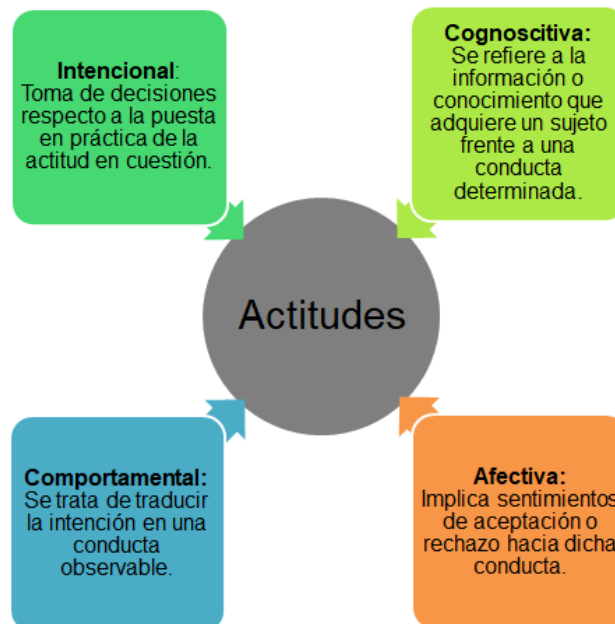 Intencional:
Toma de decisiones
respecto a la puesta
en práctica de la
actitud en cuestión.
Cognoscitiva:
Se refiere a la
información o
conocimiento que
adquiere un sujeto
frente a una
conducta
determinada.
Actitudes
Comportamental:
Se trata de traducir
la intención en una
conducta
observable.
Afectiva:
Implica sentimientos
de aceptación o
rechazo hacia dicha
conducta.